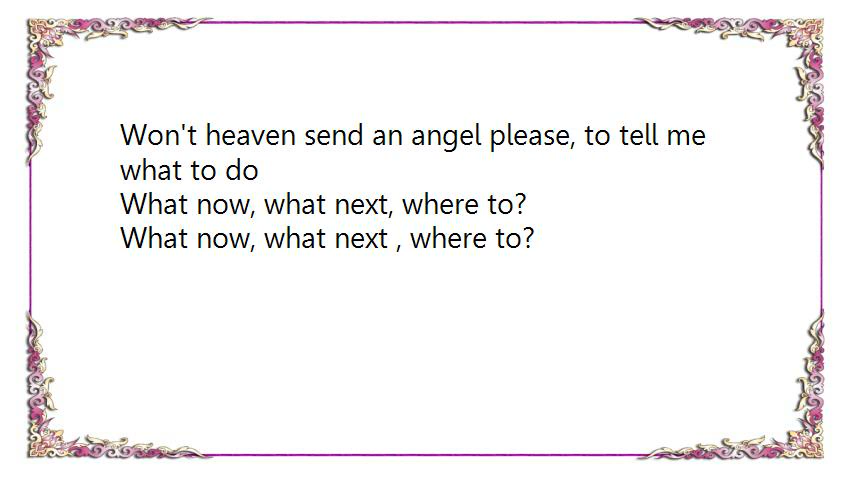 Won't heaven send an angel please, to tell me
what to do
What now, what next, where to?
What now, what next , where to?